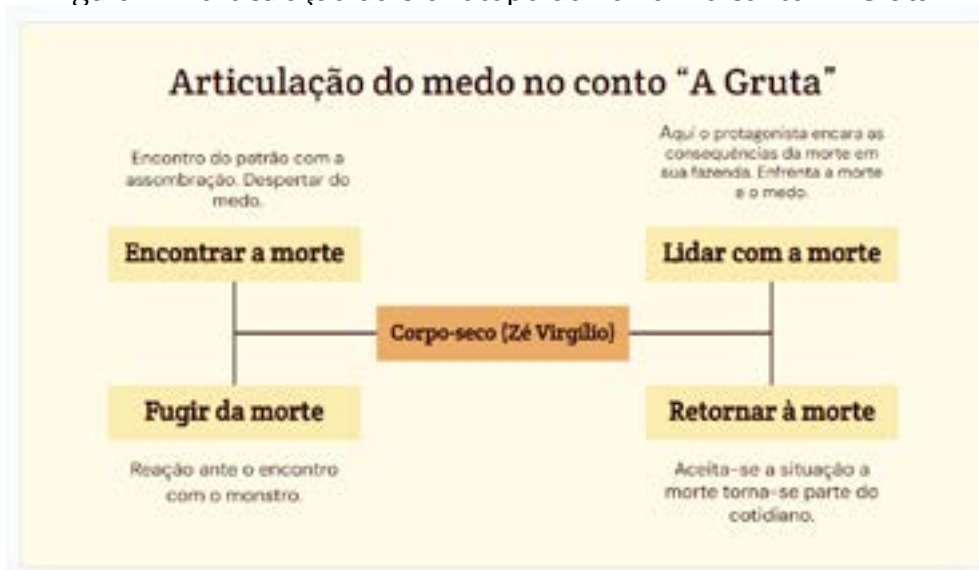 Articulação do medo no conto “A Gruta”
Encontro do patrão com a
assombração. Despertar do
medo.
Aqui o protagonista encara as
consequências da morte em
sua fazenda. Enfrenta a morte
e o medo.
Encontrar a morte
Lidar com a morte
Corpo-seco (Zé Virgílio)
Fugir da morte
Retornar à morte
Reação ante o encontro
com o monstro.
Aceita-se a situação a
morte torna-se parte do
cotidiano.